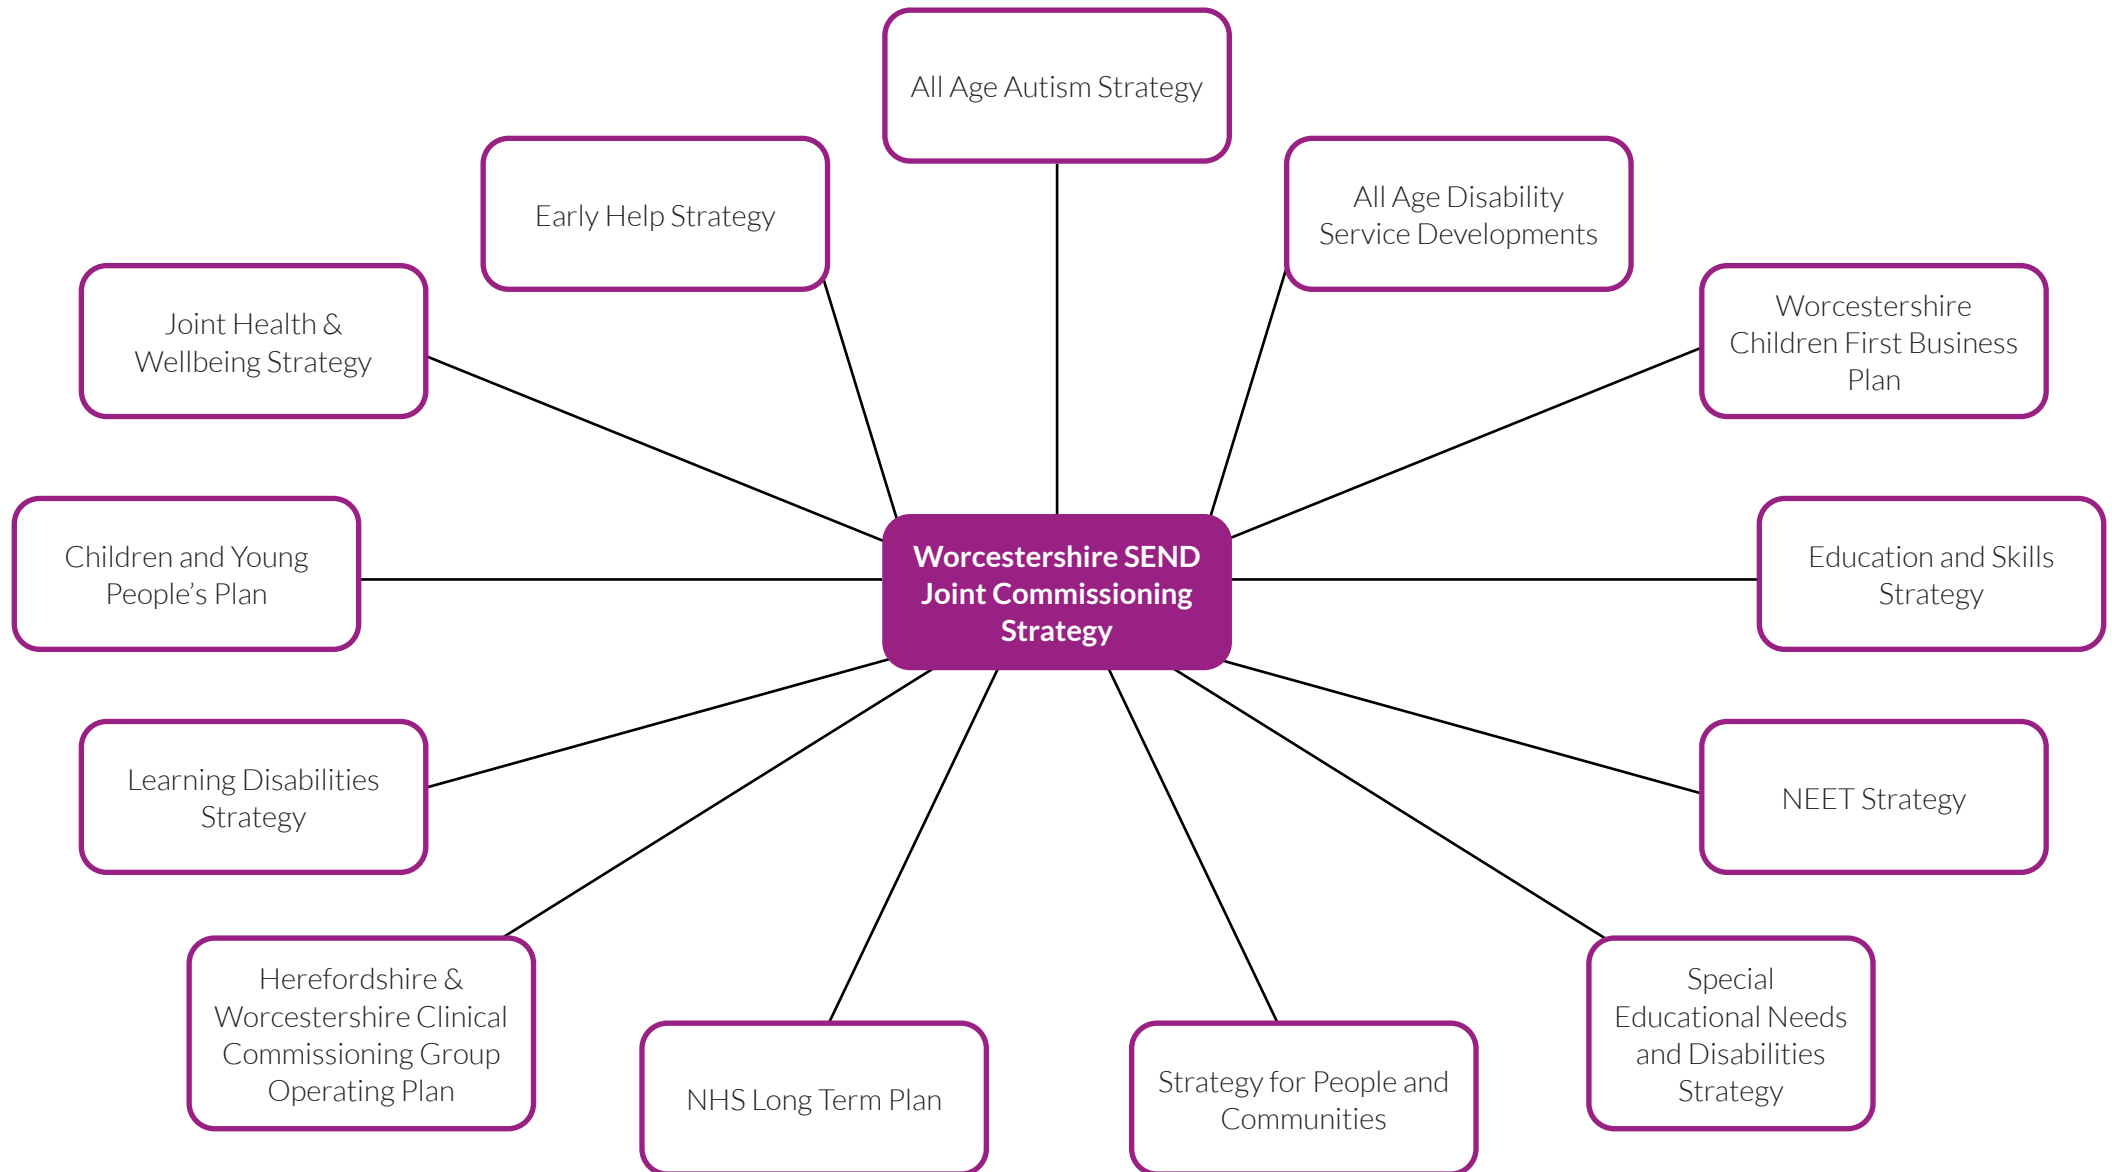 All Age Autism Strategy
Early Help Strategy
All Age Disability
Service Developments
Joint Health &
Wellbeing Strategy
Worcestershire
Children First Business
Plan
Children and Young
People’s Plan
Worcestershire SEND
Joint Commissioning
Strategy
Education and Skills
Strategy
Learning Disabilities
Strategy
NEET Strategy
Herefordshire &
Worcestershire Clinical
Commissioning Group
Operating Plan
NHS Long Term Plan
Strategy for People and
Communities
Special
Educational Needs
and Disabilities
Strategy